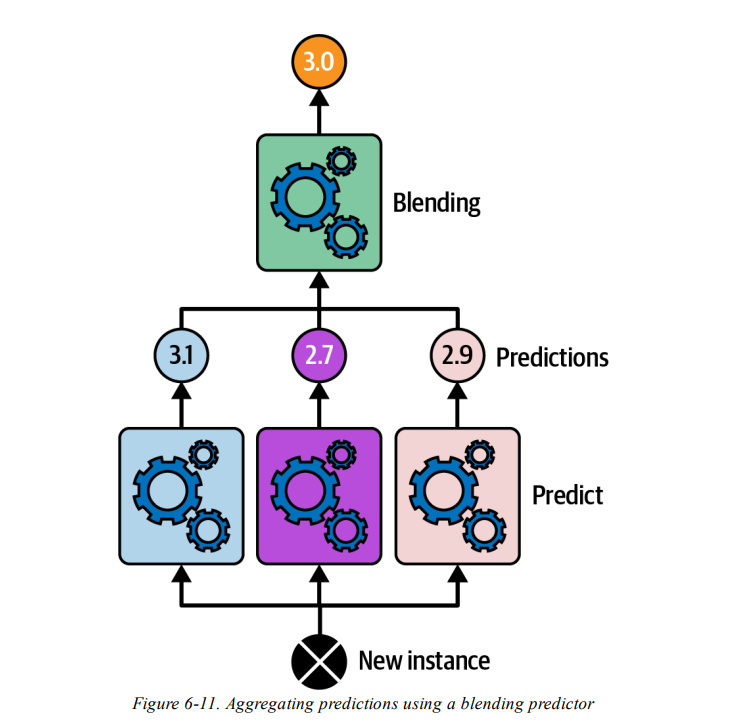 3.0
Blending
3.1
2.7
2.9
Predictions
Predict
New instance
Figure 6-11. Aggregating predictions using a blending predictor